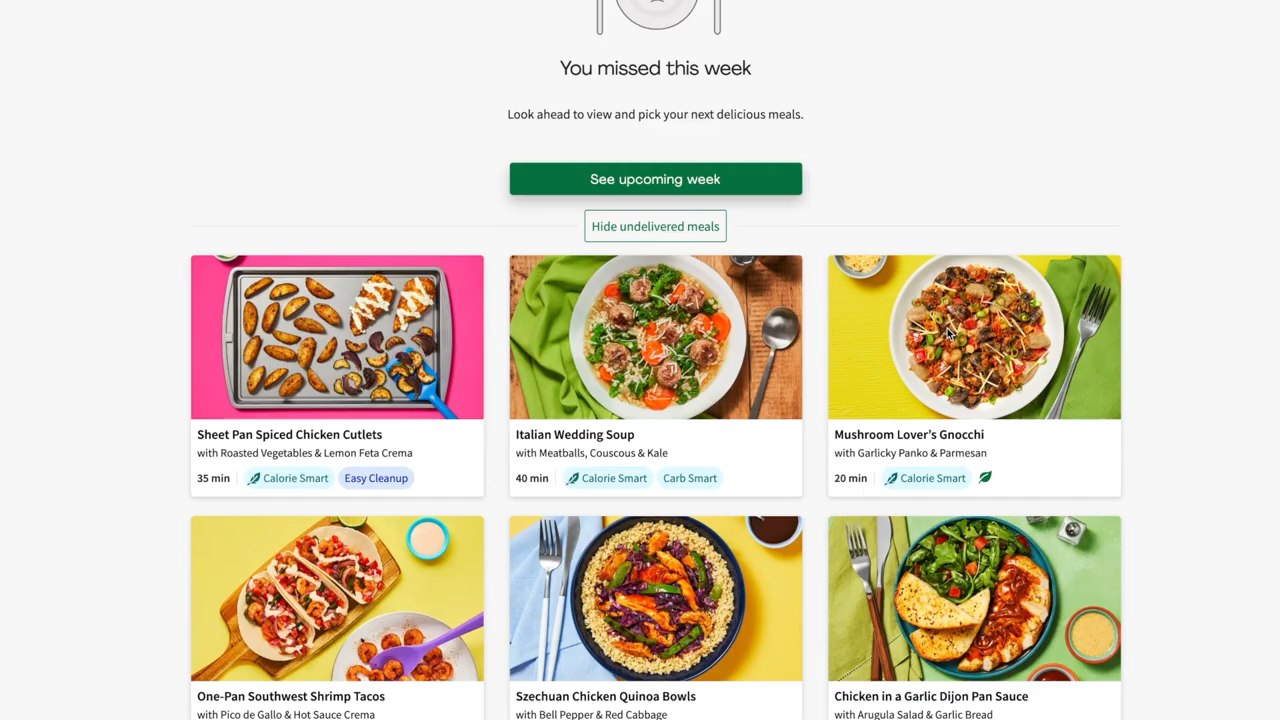 You missed this week
Look ahead to view and pick your next delicious meals.
See upcoming week
Hide undelivered meals
Sheet Pan Spiced Chicken Cutlets
with Roasted Vegetables & Lemon Feta Crema
35 min Calorie Smart Easy Cleanup
Italian Wedding Soup
with Meatballs, Couscous & Kale
40 min Calorie Smart Carb Smart
Mushroom Lover’s Gnocchi
with Garlicky Panko & Parmesan
20 min Calorie Smart
One-Pan Southwest Shrimp Tacos
with Pico de Gallo & Hot Sauce Crema
Szechuan Chicken Quinoa Bowls
with Bell Pepper & Red Cabbage
Chicken in a Garlic Dijon Pan Sauce
with Arugula Salad & Garlic Bread